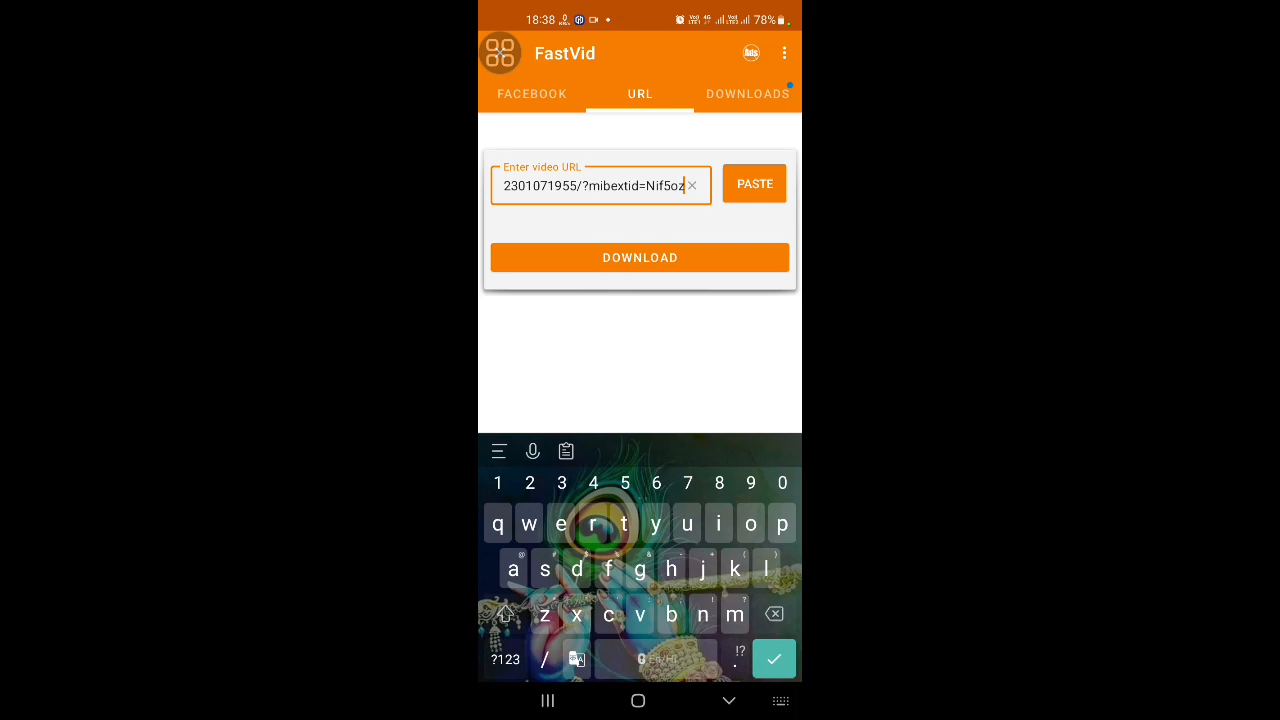 18:38 78%
FastVid
FACEBOOK URL DOWNLOADS
Enter video URL
2301071955/?mibextid=Nif5oz
PASTE
DOWNLOAD
1 2 3 4 5 6 7 8 9 0
q w e r t y u i o p
a s d f g h j k l
z x c v b n m
?123 / !? .